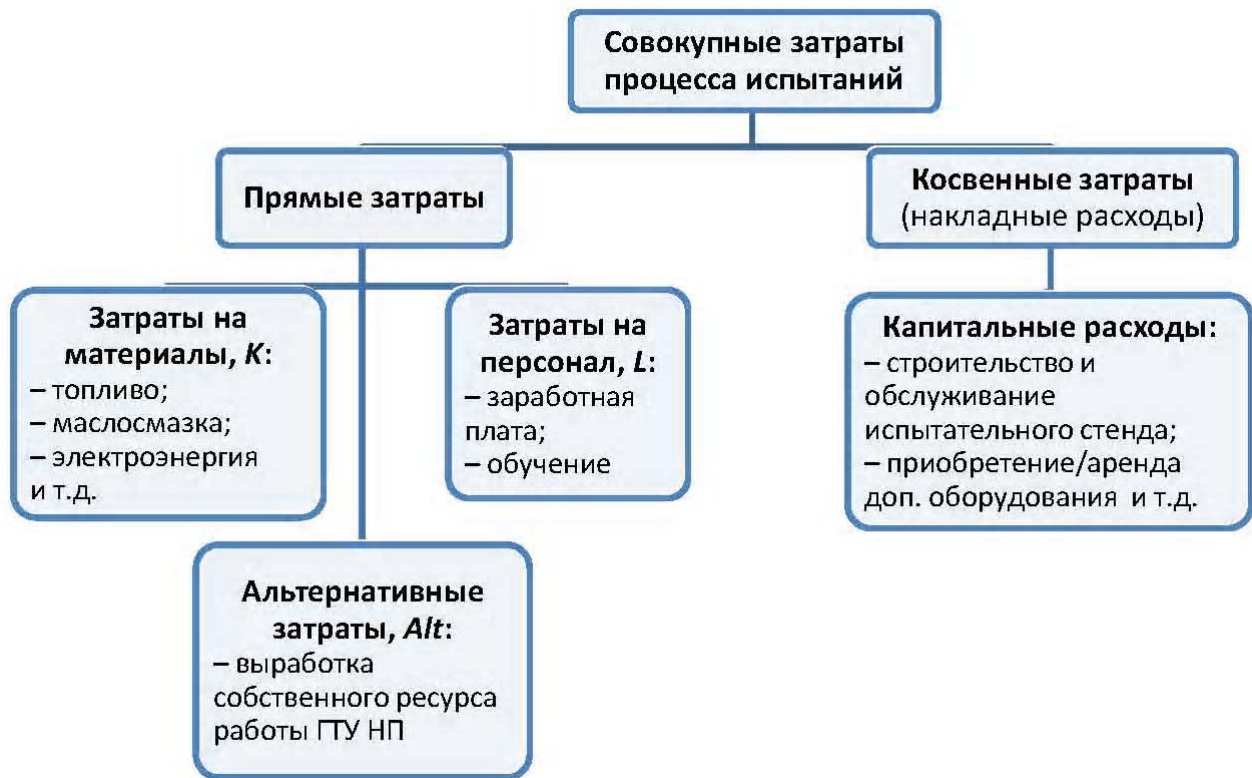 Совокупные затраты
процесса испытаний
Прямые затраты
Косвенные затраты
(накладные расходы)
Затраты на
материалы, K:
– топливо;
– маслосмазка;
– электроэнергия
и т.д.
Затраты на
персонал, L:
– заработная
плата;
– обучение
Капитальные расходы:
– строительство и
обслуживание
испытательного стенда;
– приобретение/аренда
доп. оборудования и т.д.
Альтернативные
затраты, Alt:
– выработка
собственного ресурса
работы ГТУ НП